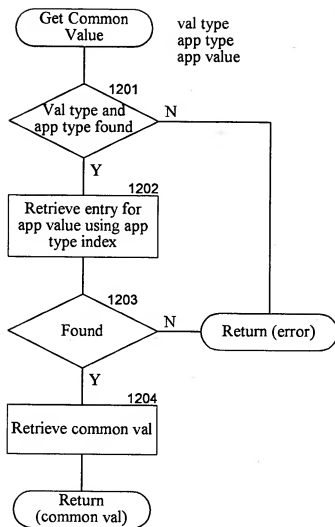 Get Common
Value
val type
app type
app value
1201
Val type and
app type found
N
Y
1202
Retrieve entry for
app value using app
type index
1203
Found
N
Return (error)
Y
1204
Retrieve common val
Return
(common val)